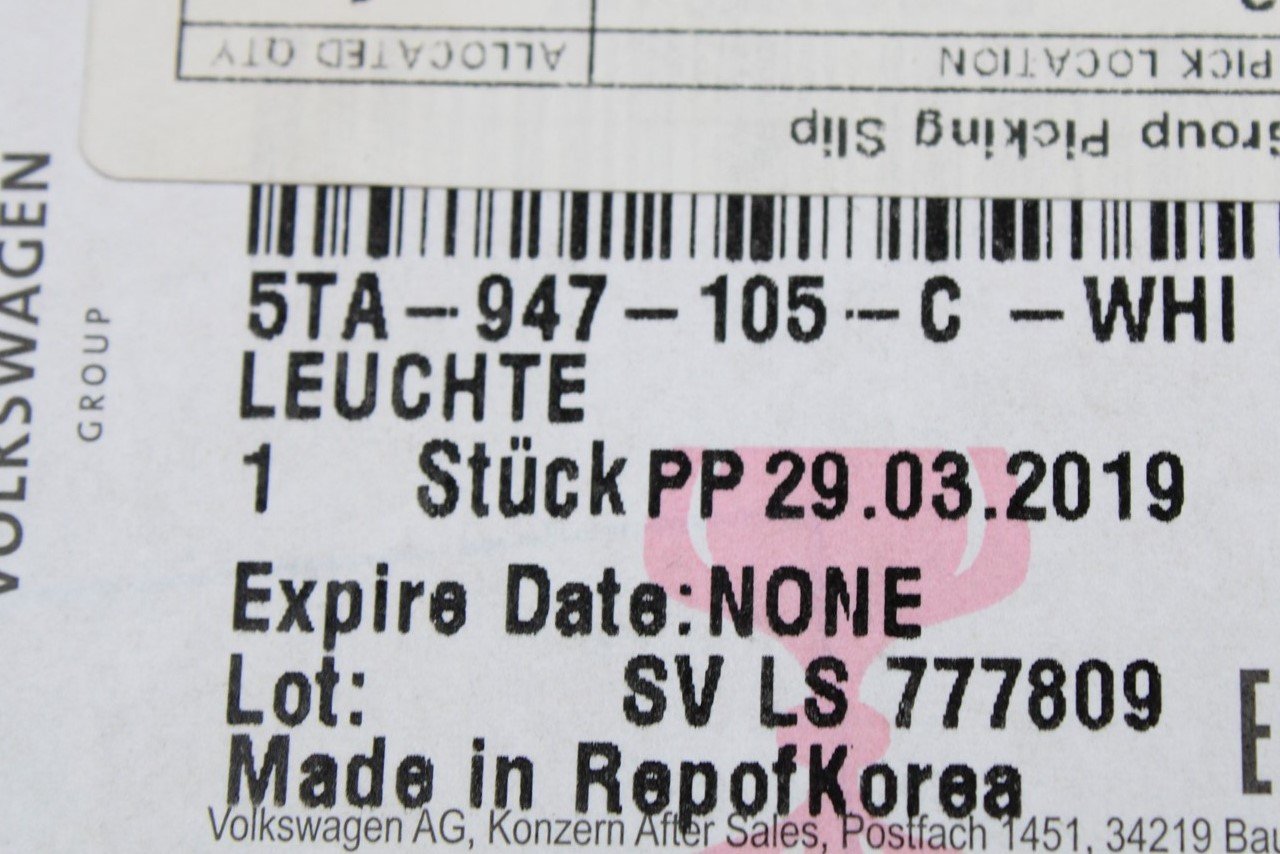 ALLOCATED QTY
PICK LOCATION
Group Picking Slip
VOLKSWAGEN
GROUP
5TA-947-105-C -WHI
LEUCHTE
1 Stück PP 29.03.2019
Expire Date:NONE
Lot: SV LS 777809
Made in RepofKorea
Volkswagen AG, Konzern After Sales, Postfach 1451, 34219